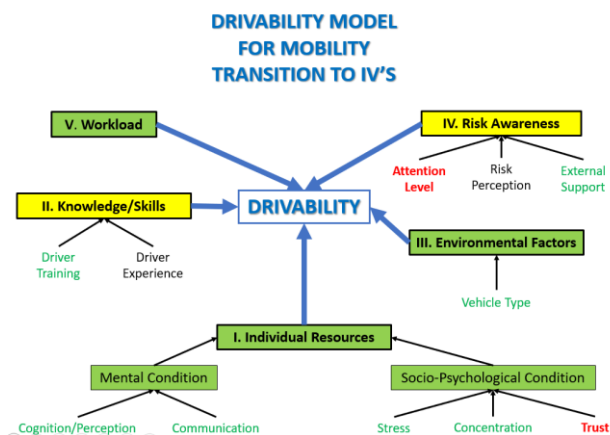 DRIVABILITY MODEL
FOR MOBILITY
TRANSITION TO IV'S
V. Workload
IV. Risk Awareness
Attention
Level
Risk
Perception
External
Support
II. Knowledge/Skills
DRIVABILITY
Driver
Training
Driver
Experience
III. Environmental Factors
Vehicle Type
I. Individual Resources
Mental Condition
Socio-Psychological Condition
Cognition/Perception
Communication
Stress
Concentration
Trust